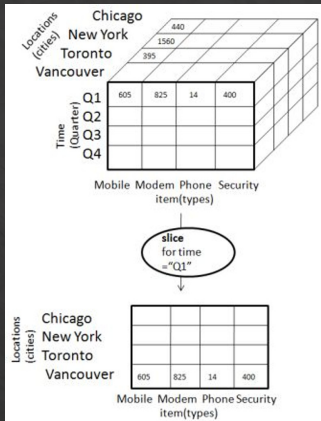 Locations
(cities)
Chicago
New York
Toronto
Vancouver
440
1560
395
Time
(Quarter)
Q1 605 825 14 400
Q2
Q3
Q4
Mobile Modem Phone Security
item(types)
slice
for time
="Q1"
Locations
(cities)
Chicago
New York
Toronto
Vancouver 605 825 14 400
Mobile Modem Phone Security
item(types)